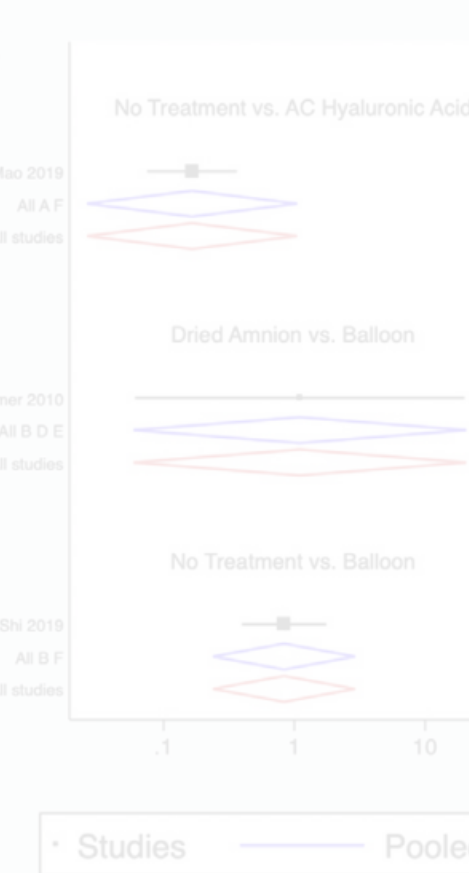 No Treatment vs. AC Hyaluronic Acid
Mao 2019
All A F
ll studies
Dried Amnion vs. Balloon
mer 2010
All B D E
ll studies
No Treatment vs. Balloon
Shi 2019
All B F
ll studies
.1 1 10
Studies Poole